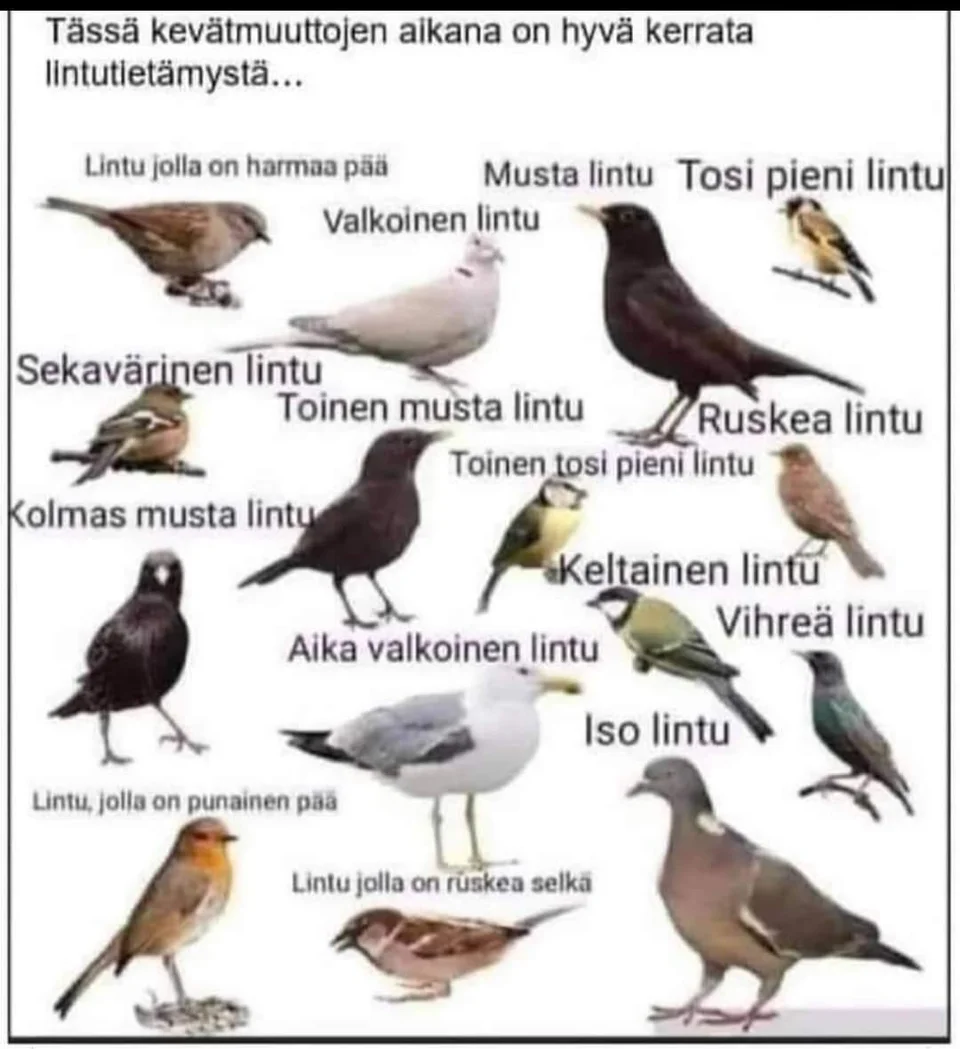 Tässä kevätmuuttojen aikana on hyvä kerrata
lintutietämystä...
Lintu jolla on harmaa pää
Musta lintu
Tosi pieni lintu
Valkoinen lintu
Sekavärinen lintu
Toinen musta lintu
Ruskea lintu
Toinen tosi pieni lintu
Kolmas musta lintu
Keltainen lintu
Vihreä lintu
Aika valkoinen lintu
Iso lintu
Lintu, jolla on punainen pää
Lintu jolla on ruskea selkä